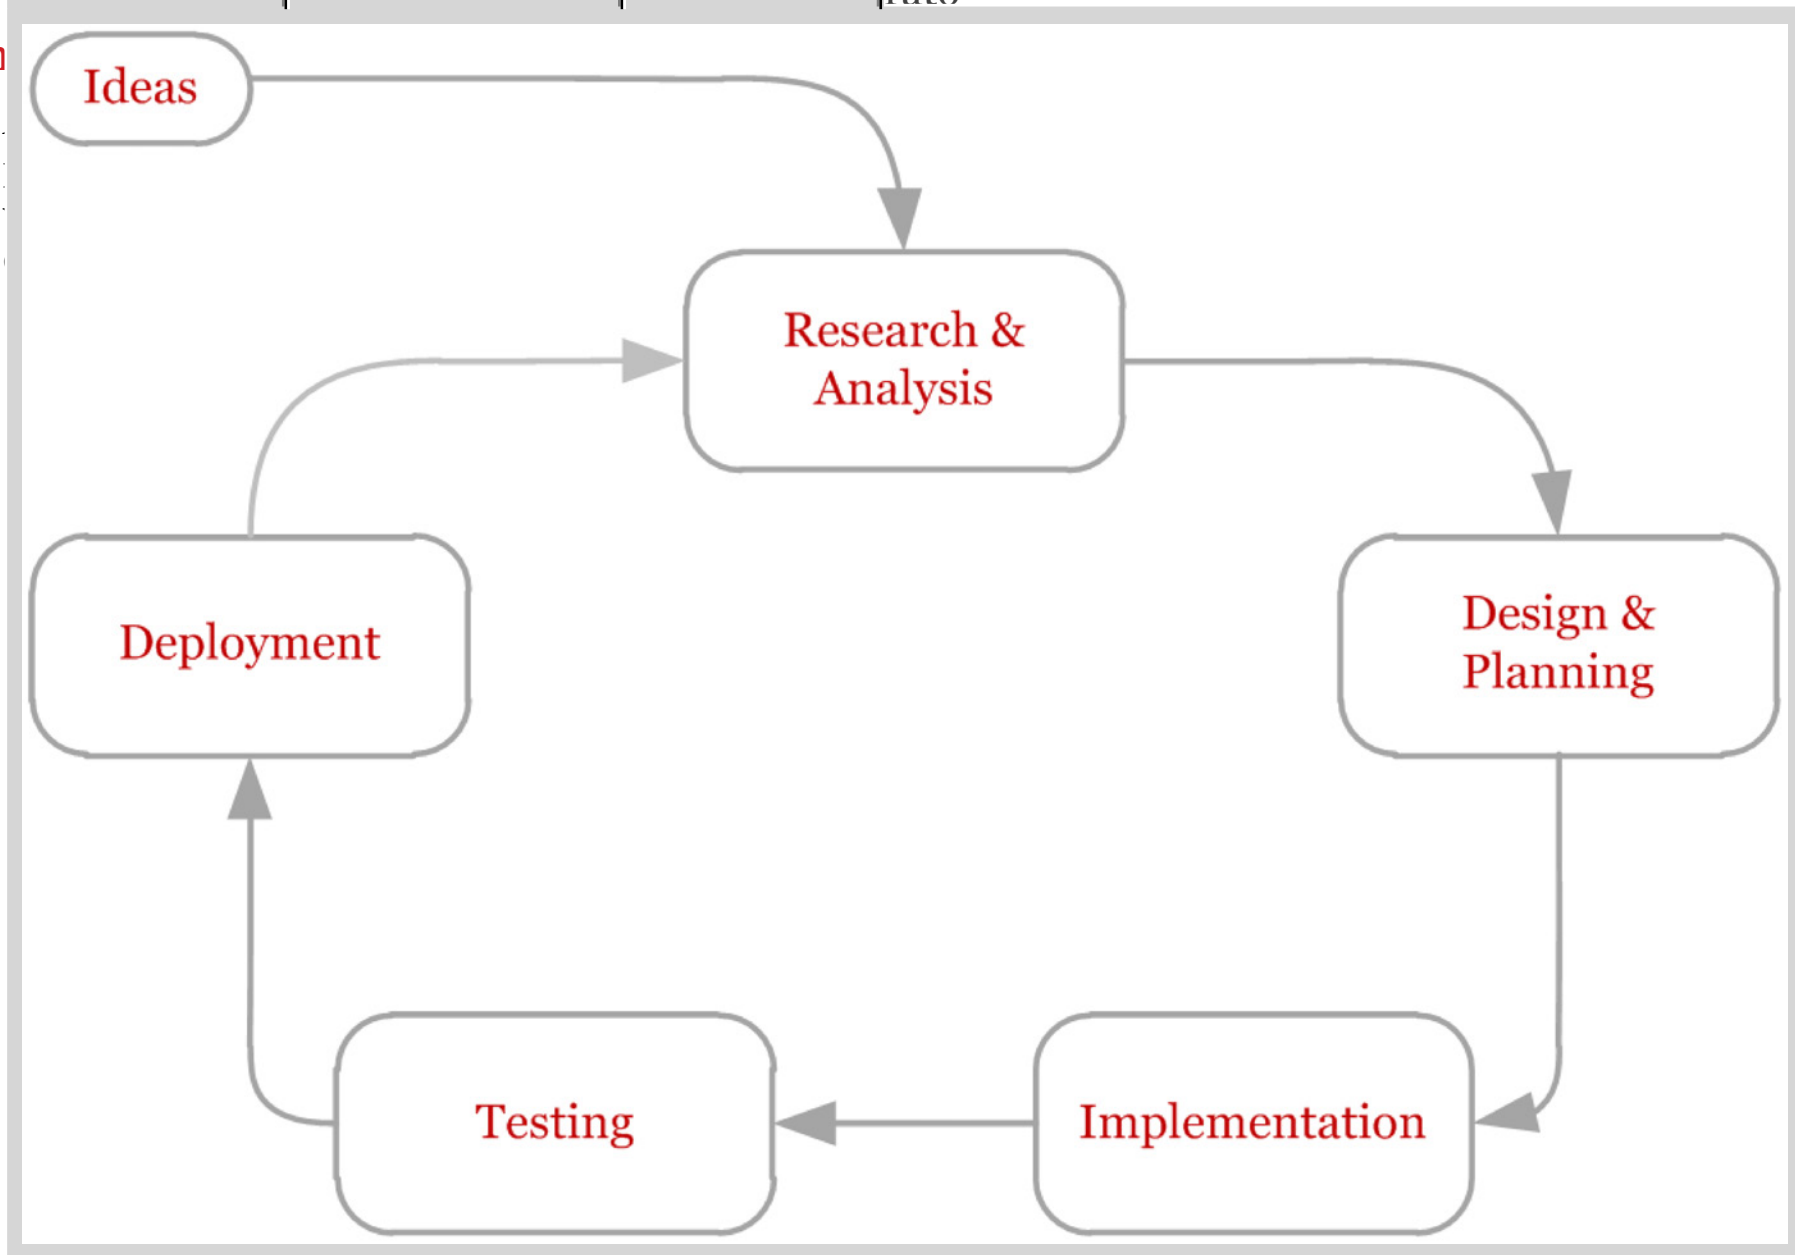 Ideas
Research &
Analysis
Design &
Planning
Deployment
Testing
Implementation